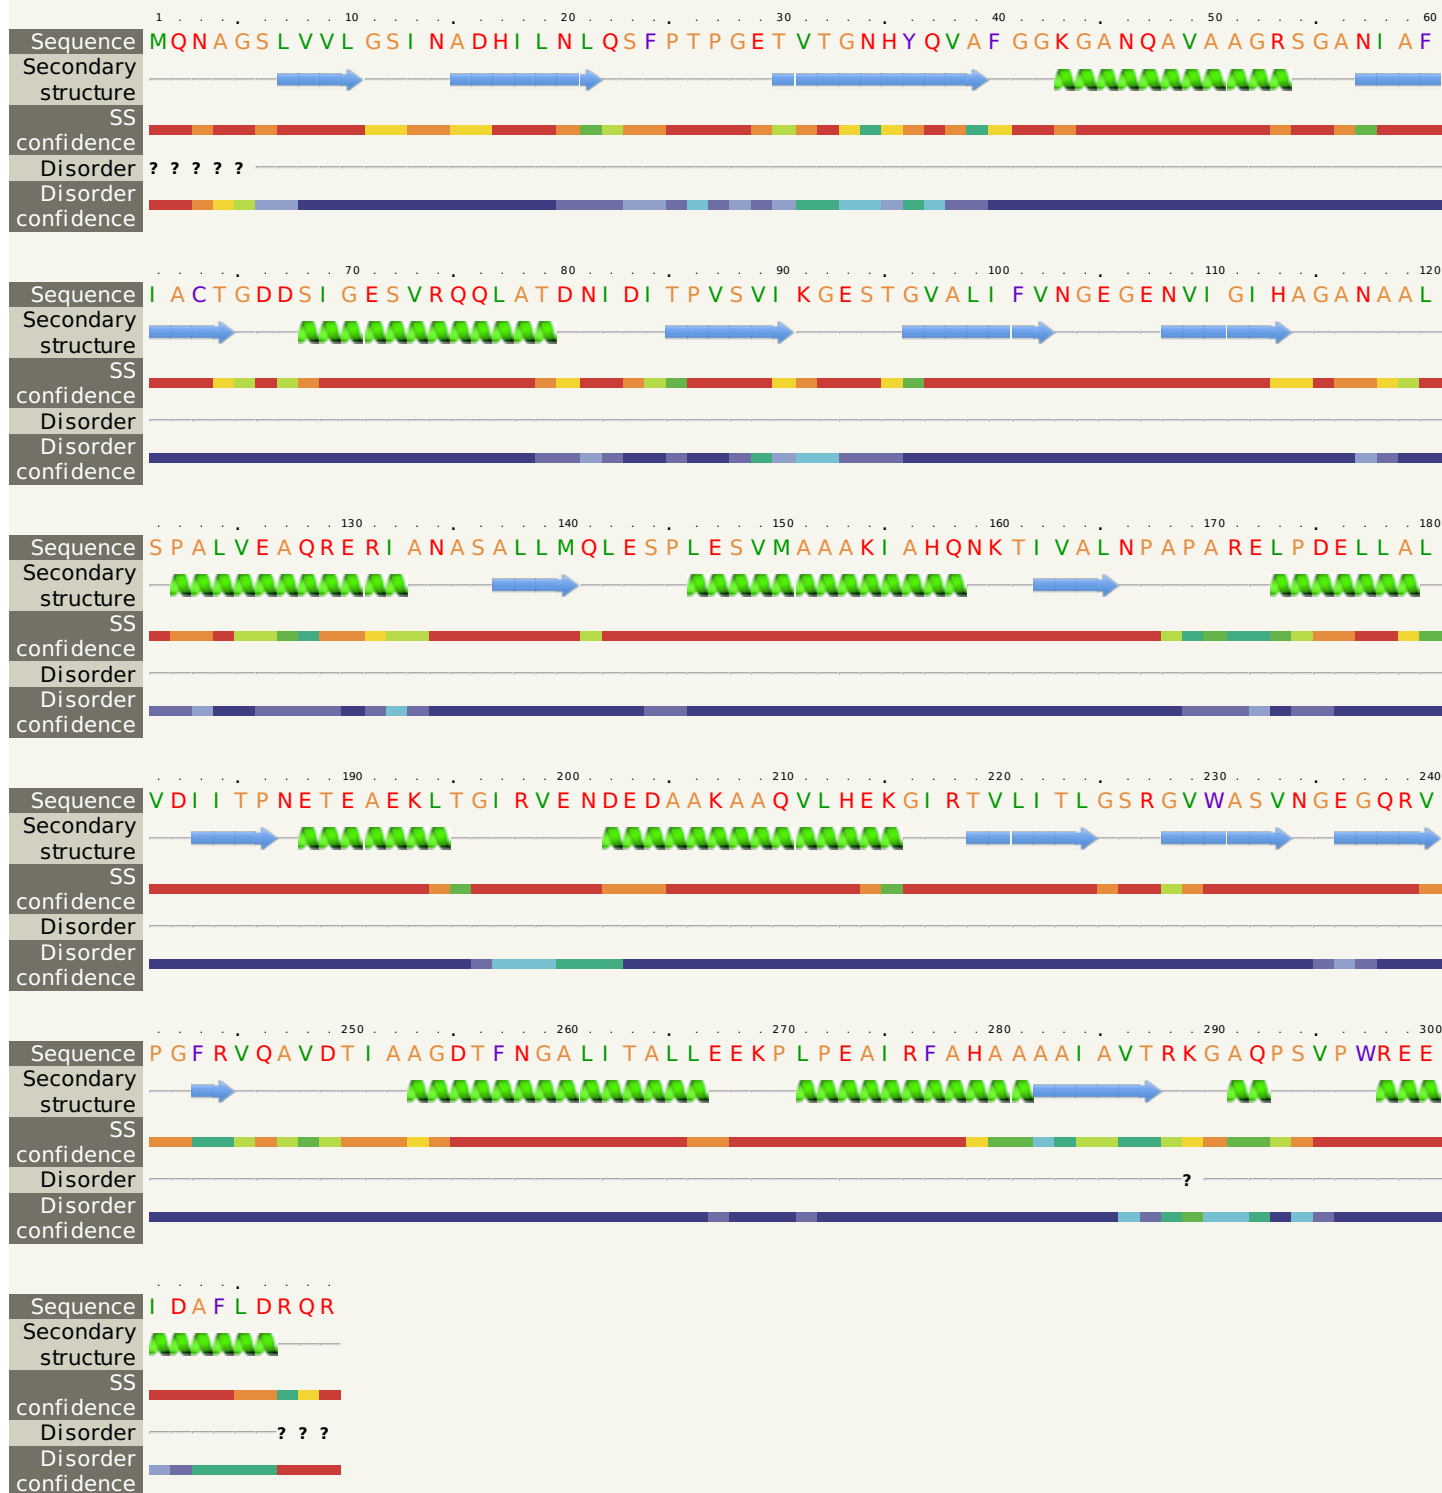 1 10 20 30 40 50 60
Sequence MQNAGSLVVLGSINADHILNLQSFPTPGETVTGNHYQVAFGGKGANQAVAAGRSGANIAF
Secondary
structure
SS
confidence
Disorder ? ? ? ? ?
Disorder
confidence
70 80 90 100 110 120
Sequence IACTGDDSIGESVRQQLATDNIDITPVSVIKGESTGVALIFVNGEGENVIGIHAGANAAL
Secondary
structure
SS
confidence
Disorder
Disorder
confidence
130 140 150 160 170 180
Sequence SPALVEAQRERIANASALLMQLESPLESVMAAAKIAHQNKTIVALNPAPARELPDELLAL
Secondary
structure
SS
confidence
Disorder
Disorder
confidence
190 200 210 220 230 240
Sequence VDIITPNETEAEKLTGIRVENDEDAAKAAQVLHEKGIRTVLITLGSRGVWASVNGEGQRV
Secondary
structure
SS
confidence
Disorder
Disorder
confidence
250 260 270 280 290 300
Sequence PGFRVQAVDTIAAGDTFNGALITALLEEKPLPEAIRFAHAAAAIAVTRKGAQPSVPWREE
Secondary
structure
SS
confidence
Disorder ?
Disorder
confidence
Sequence IDAFLDRQR
Secondary
structure
SS
confidence
Disorder ? ? ?
Disorder
confidence